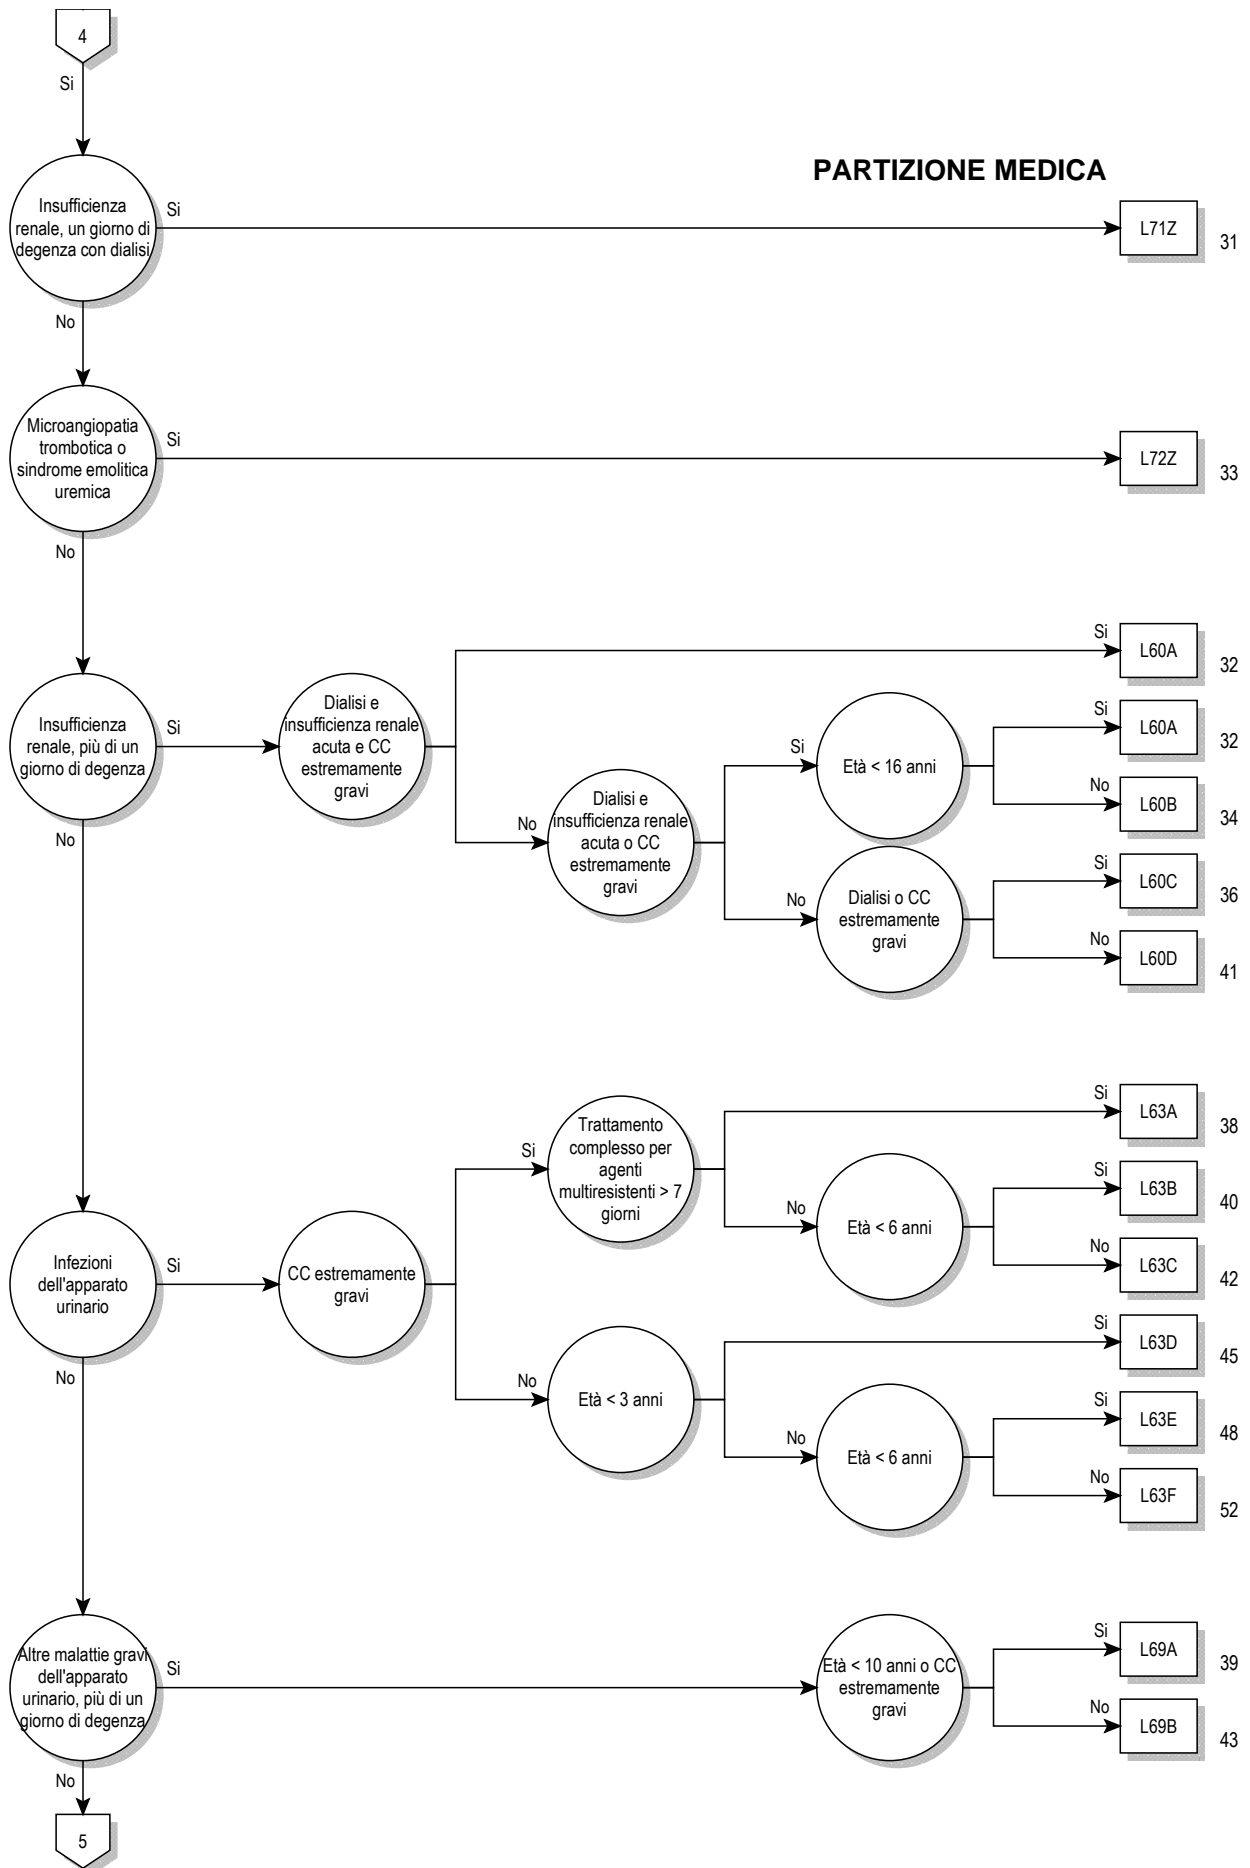 4
Si
PARTIZIONE MEDICA
Insufficienza
renale, un giorno di
degenza con dialisi
Si
L71Z
31
No
Microangiopatia
trombotica o
sindrome emolitica
uremica
Si
L72Z
33
No
Insufficienza
renale, più di un
giorno di degenza
Si
Dialisi e
insufficienza renale
acuta e CC
estremamente
gravi
Si
L60A
32
No
Dialisi e
insufficienza renale
acuta o CC
estremamente
gravi
Si
Età < 16 anni
Si
L60A
32
No
L60B
34
No
Dialisi o CC
estremamente
gravi
Si
L60C
36
No
L60D
41
No
Infezioni
dell'apparato
urinario
Si
CC estremamente
gravi
Si
Trattamento
complesso per
agenti
multiresistenti > 7
giorni
Si
L63A
38
No
Età < 6 anni
Si
L63B
40
No
L63C
42
No
Età < 3 anni
Si
L63D
45
No
Età < 6 anni
Si
L63E
48
No
L63F
52
No
Altre malattie gravi
dell'apparato
urinario, più di un
giorno di degenza
Si
Età < 10 anni o CC
estremamente
gravi
Si
L69A
39
No
L69B
43
No
5